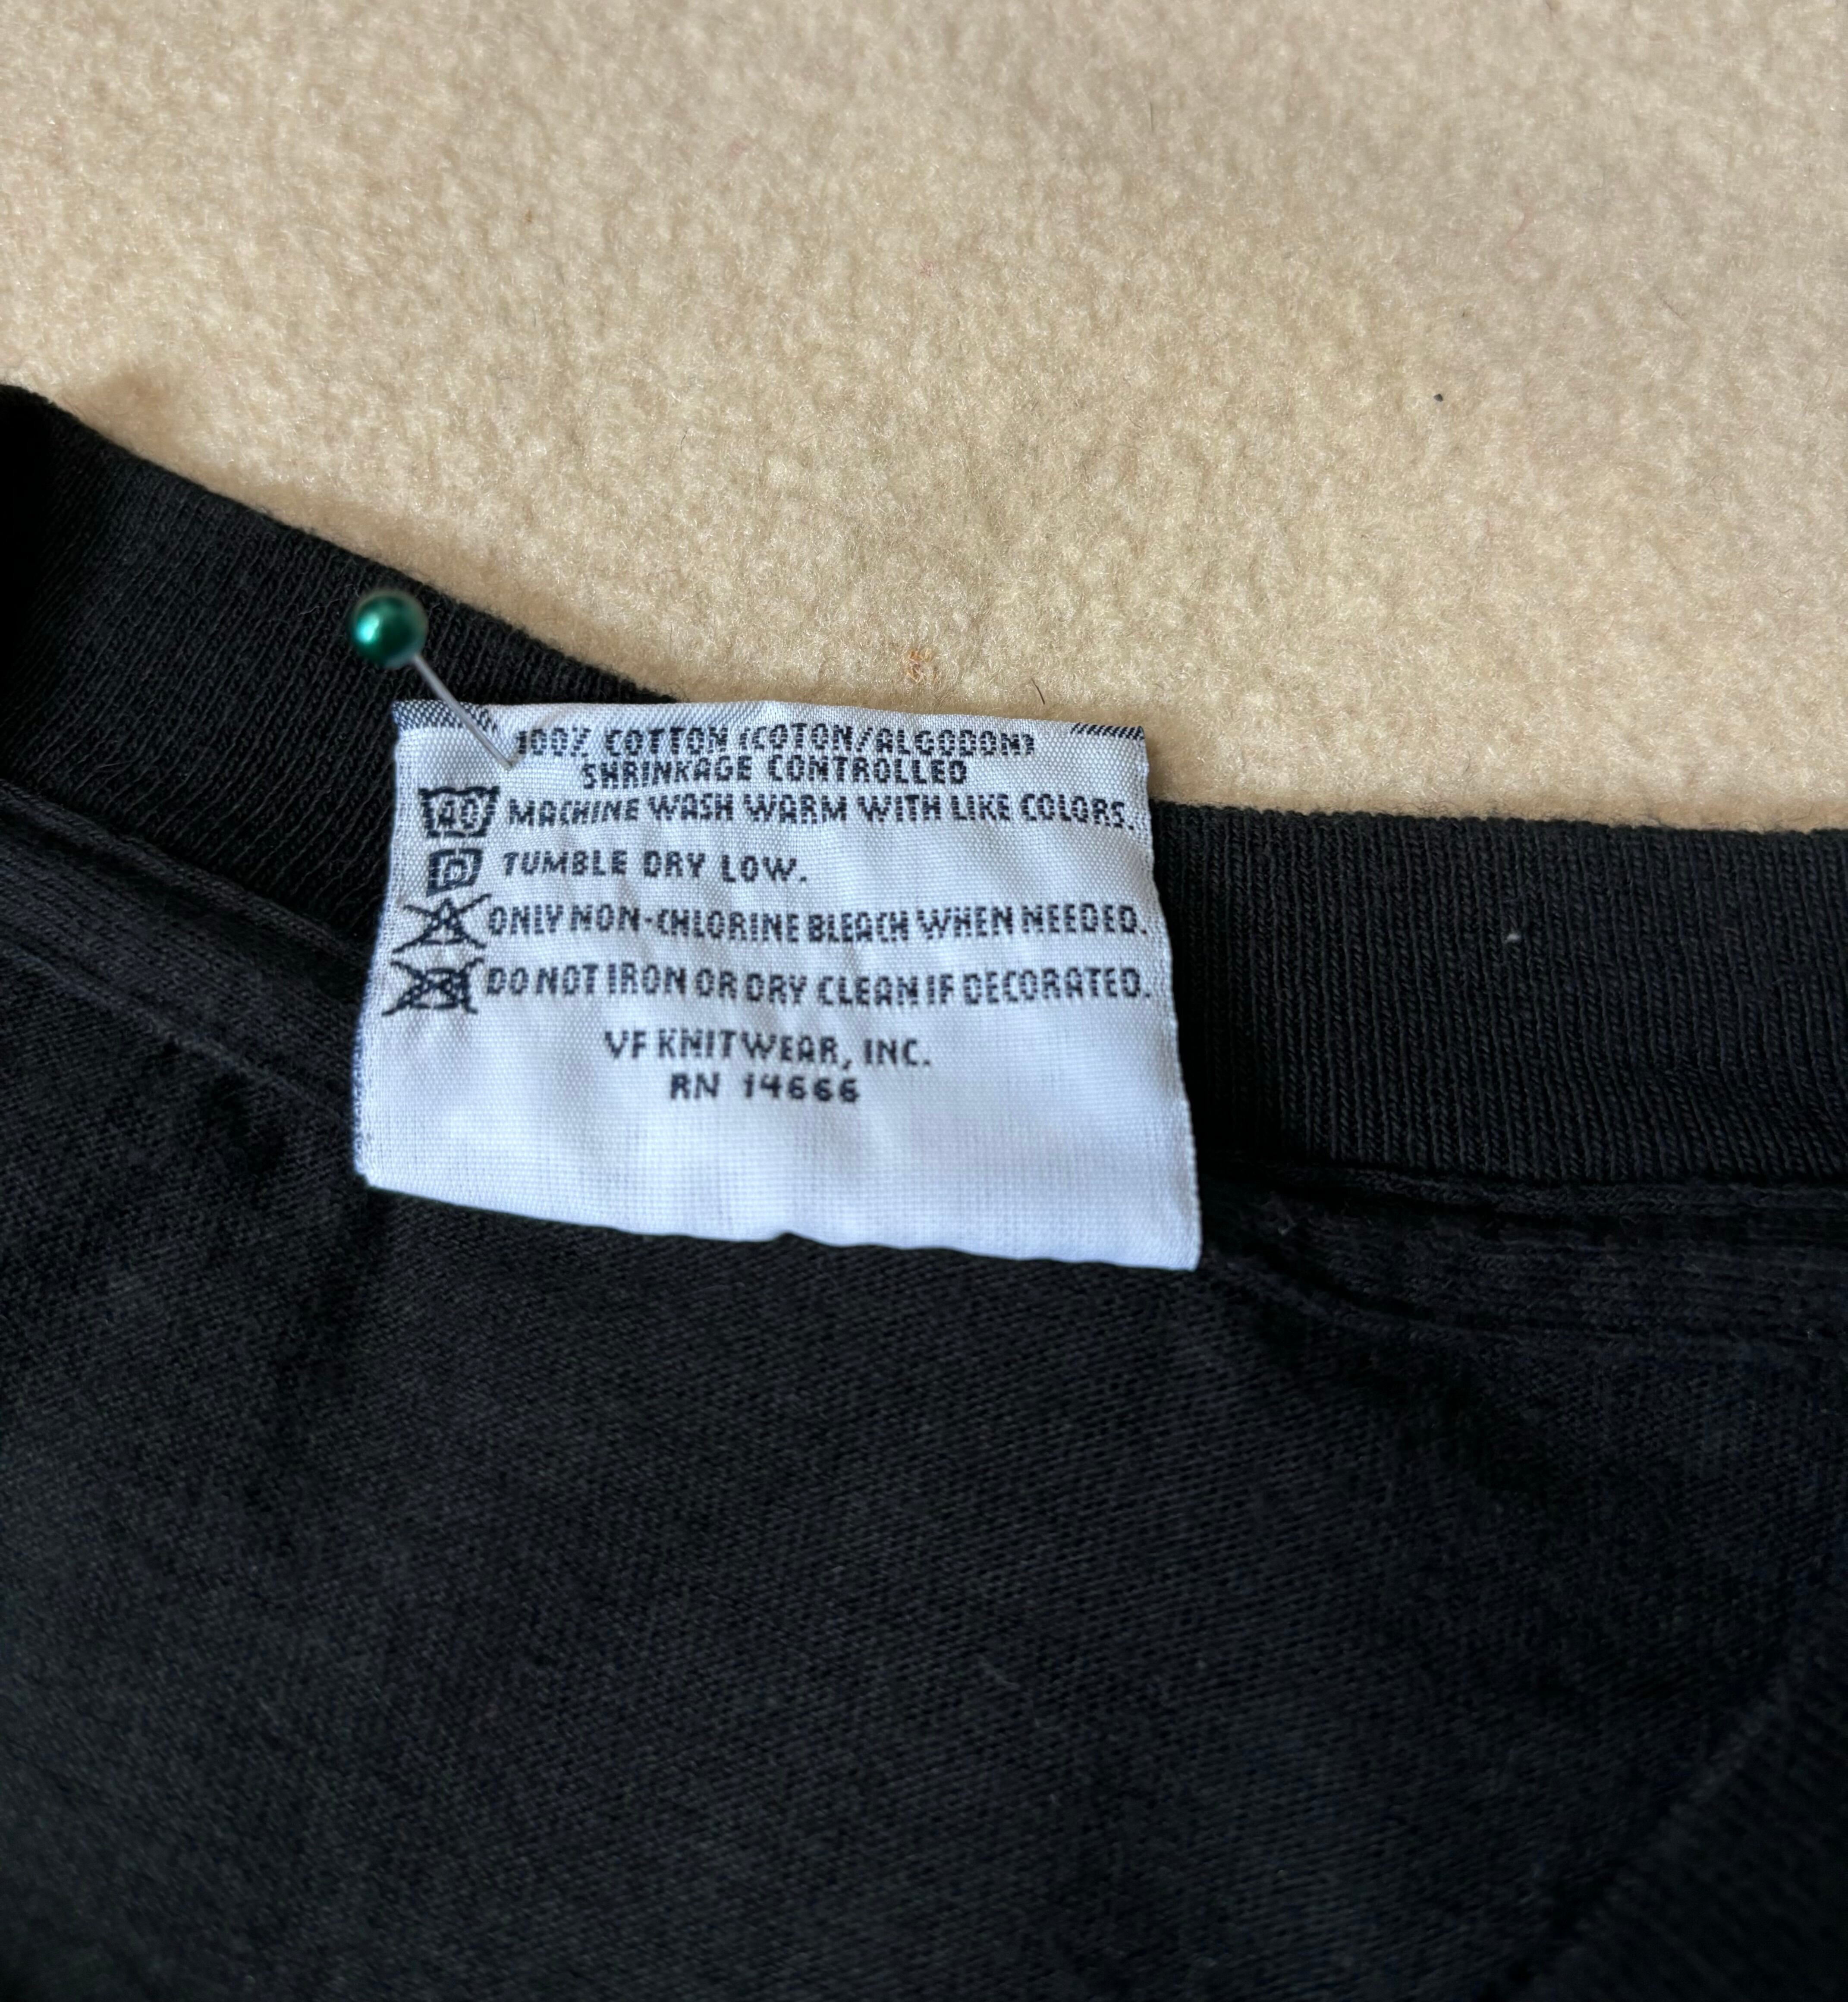 100% COTTON (COTON/ALGODON)
SHRINKAGE CONTROLLED
40 MACHINE WASH WARM WITH LIKE COLORS.
TUMBLE DRY LOW.
ONLY NON-CHLORINE BLEACH WHEN NEEDED.
DO NOT IRON OR DRY CLEAN IF DECORATED.
VF KNITWEAR, INC.
RN 14666